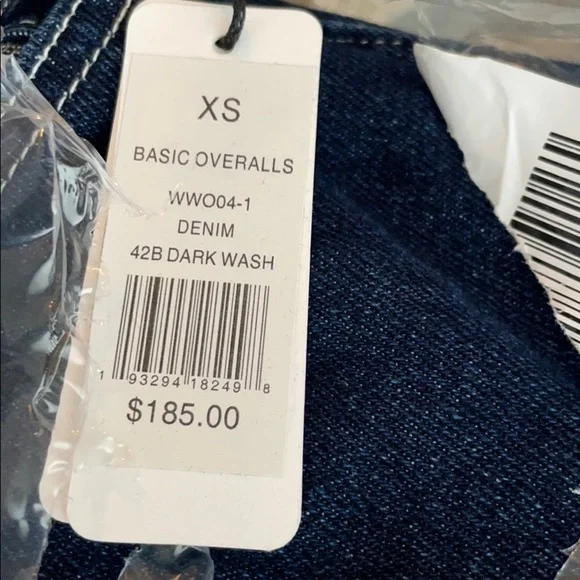 XS
BASIC OVERALLS
WWO04-1
DENIM
42B DARK WASH
1 93294 18249 8
$185.00